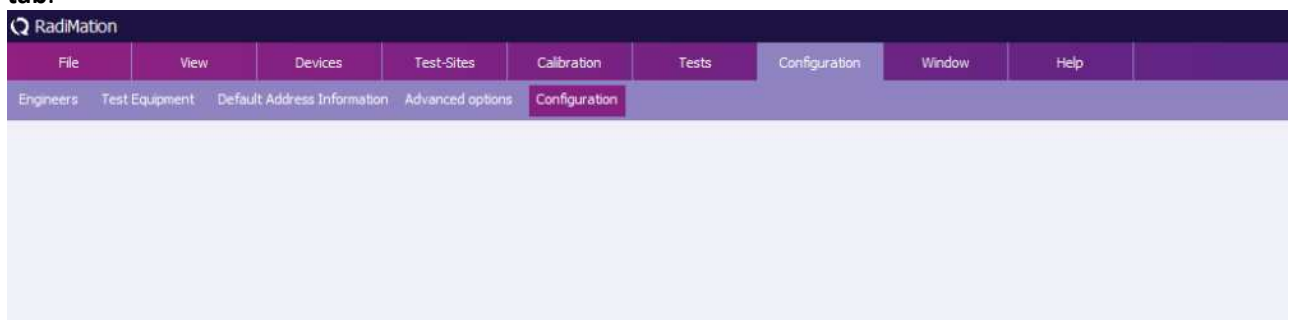 tab.
RadiMation
File View Devices Test-Sites Calibration Tests Configuration Window Help
Engineers Test Equipment Default Address Information Advanced options Configuration